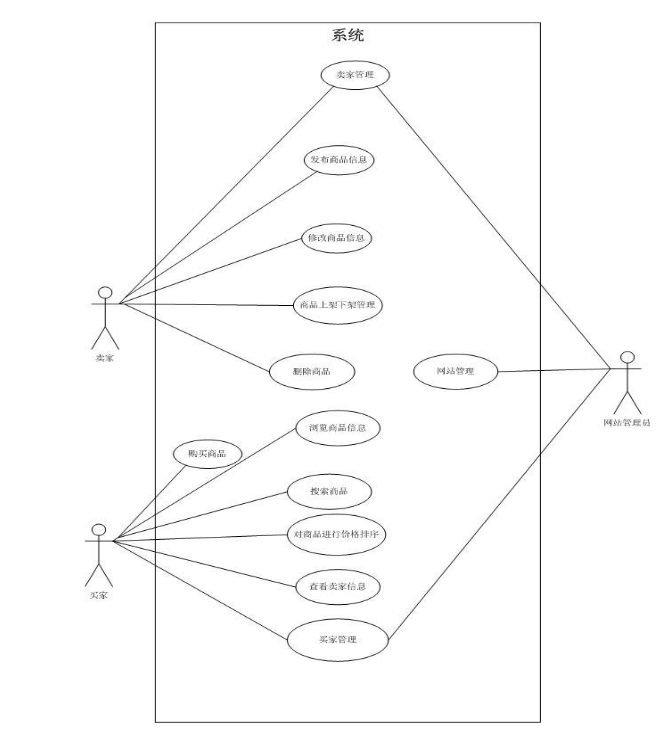 系统
卖家管理
发布商品信息
修改商品信息
商品上架下架管理
卖家
删除商品
网站管理
网站管理员
浏览商品信息
购买商品
搜索商品
对商品进行价格排序
查看卖家信息
买家
买家管理